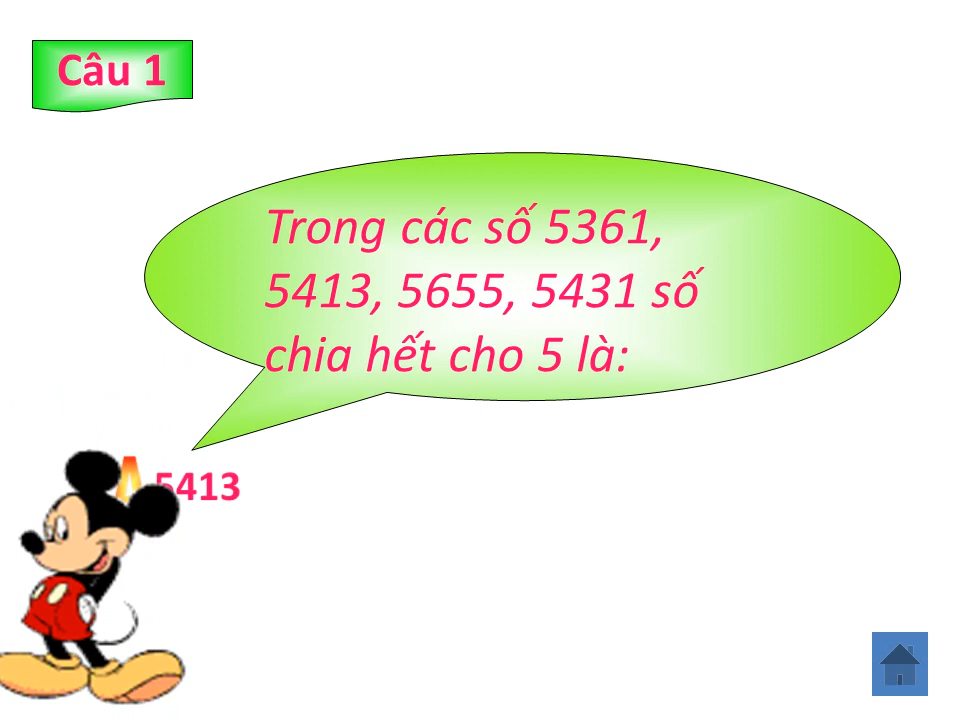 Câu 1
Trong các số 5361,
5413, 5655, 5431 số
chia hết cho 5 là:
A 5413